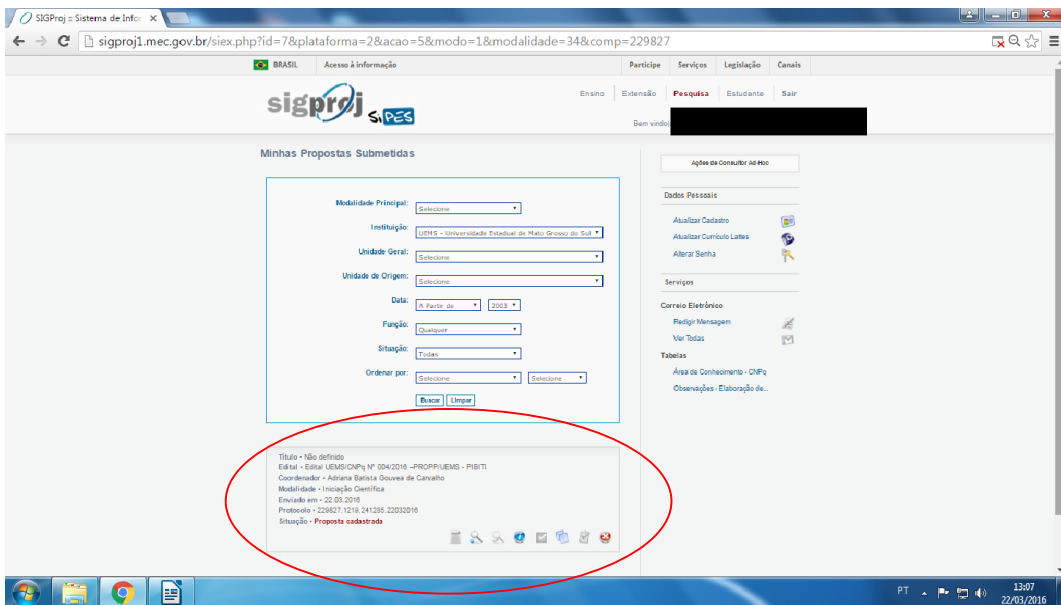 SIGProj :: Sistema de Infor
sigproj1.mec.gov.br/siex.php?id=7&plataforma=2&acao=5&modo=1&modalidade=34&comp=229827
BRASIL Acesso à informação Participe Serviços Legislação Canais
sigproj SiPES
Ensino Extensão Pesquisa Estudante Sair
Bem vindo
Minhas Propostas Submetidas
Modalidade Principal: Selecione
Instituição: UEMS - Universidade Estadual de Mato Grosso do Sul
Unidade Geral: Selecione
Unidade de Origem: Selecione
Data: A Partir de 2003
Função: Qualquer
Situação: Todas
Ordenar por: Selecione Selecione
Buscar Limpar
Título • Não definido
Edital • Edital UEMS/CNPq Nº 004/2016 –PROPP/UEMS - PIBITI
Coordenador • Adriana Batista Gouvea de Carvalho
Modalidade • Iniciação Científica
Enviado em • 22.03.2016
Protocolo • 229827.1219.241285.22032016
Situação • Proposta cadastrada
Ações de Consultor Ad-Hoc
Dados Pessoais
Atualizar Cadastro
Atualizar Currículo Lattes
Alterar Senha
Serviços
Correio Eletrônico
Redigir Mensagem
Ver Todas
Tabelas
Área de Conhecimento - CNPq
Observações - Elaboração de...
PT 13:07
22/03/2016